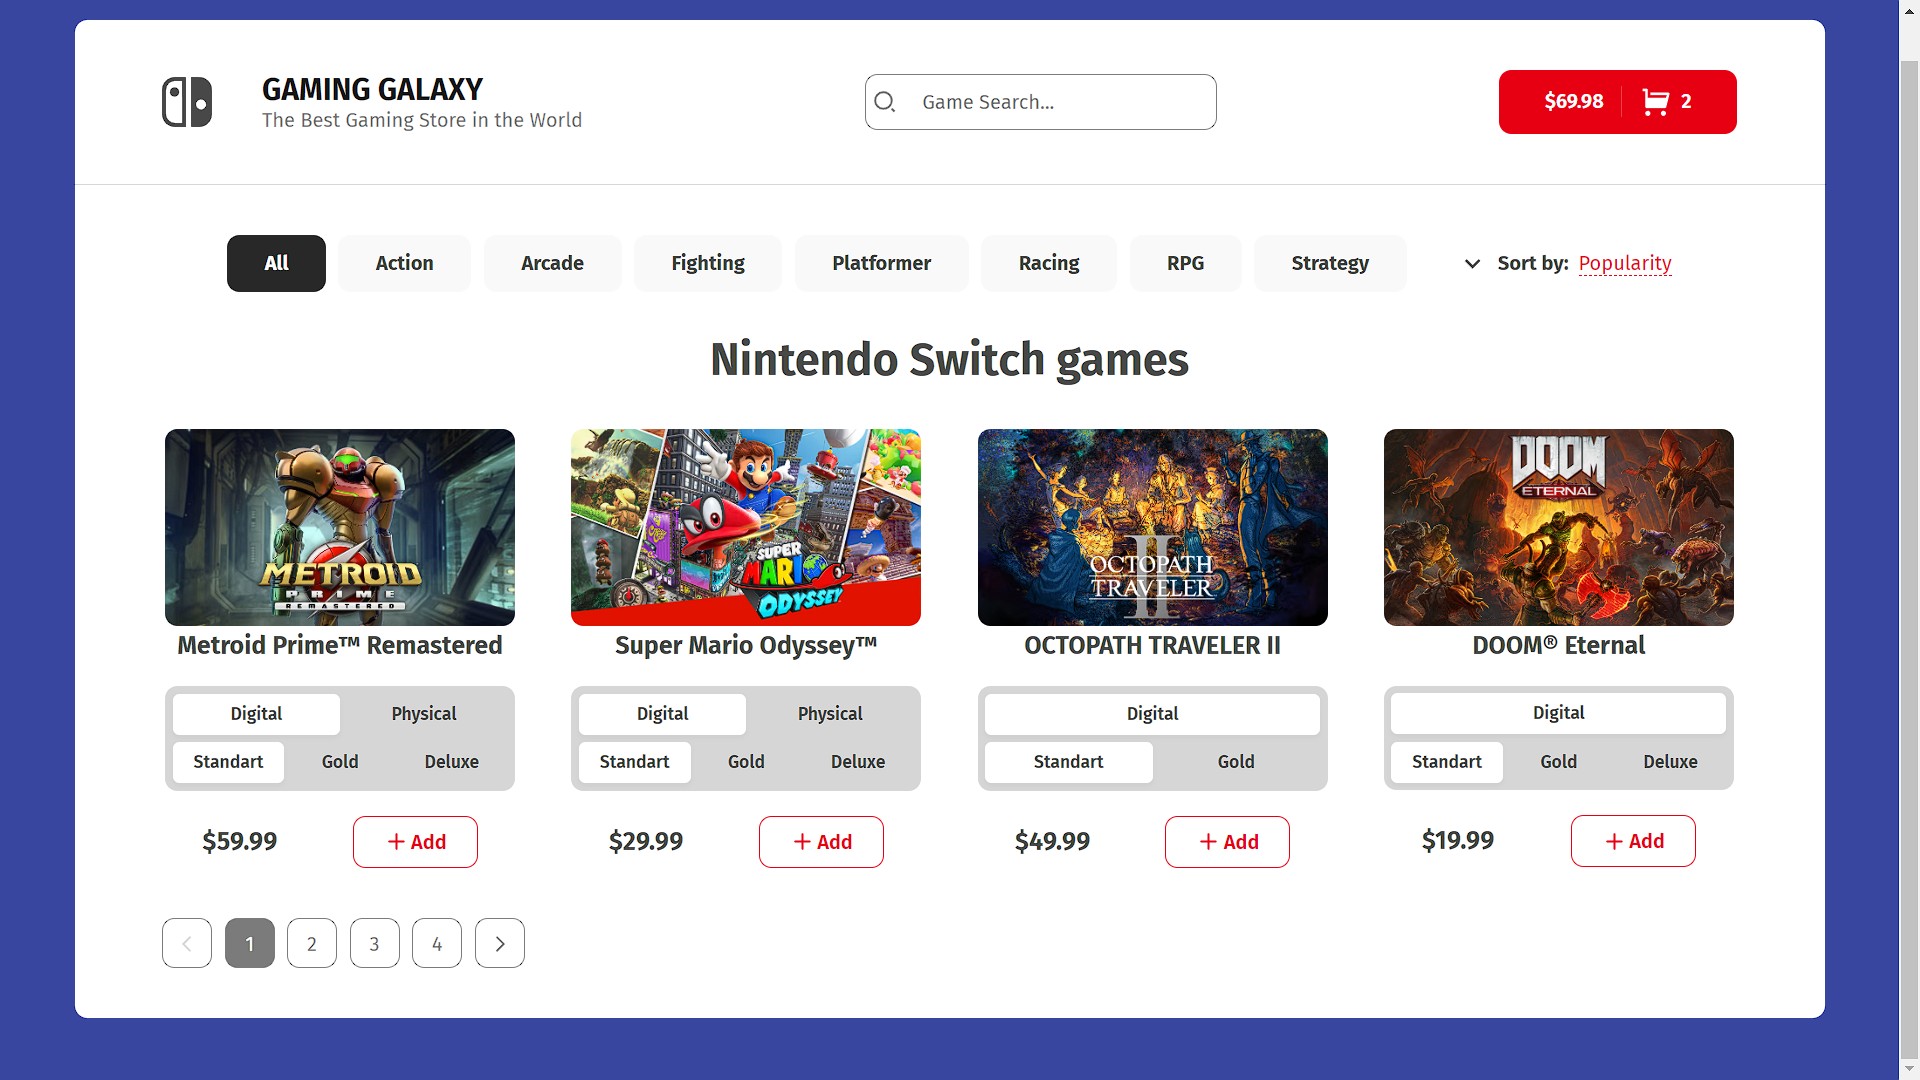 GAMING GALAXY
The Best Gaming Store in the World
Game Search...
$69.98 2
All Action Arcade Fighting Platformer Racing RPG Strategy Sort by: Popularity
Nintendo Switch games
METROID
PRIME
REMASTERED
SUPER
MARIO
ODYSSEY
II
OCTOPATH
TRAVELER
DOOM
ETERNAL
Metroid Prime™ Remastered
Super Mario Odyssey™
OCTOPATH TRAVELER II
DOOM® Eternal
Digital Physical
Standart Gold Deluxe
Digital Physical
Standart Gold Deluxe
Digital
Standart Gold
Digital
Standart Gold Deluxe
$59.99 + Add
$29.99 + Add
$49.99 + Add
$19.99 + Add
< 1 2 3 4 >